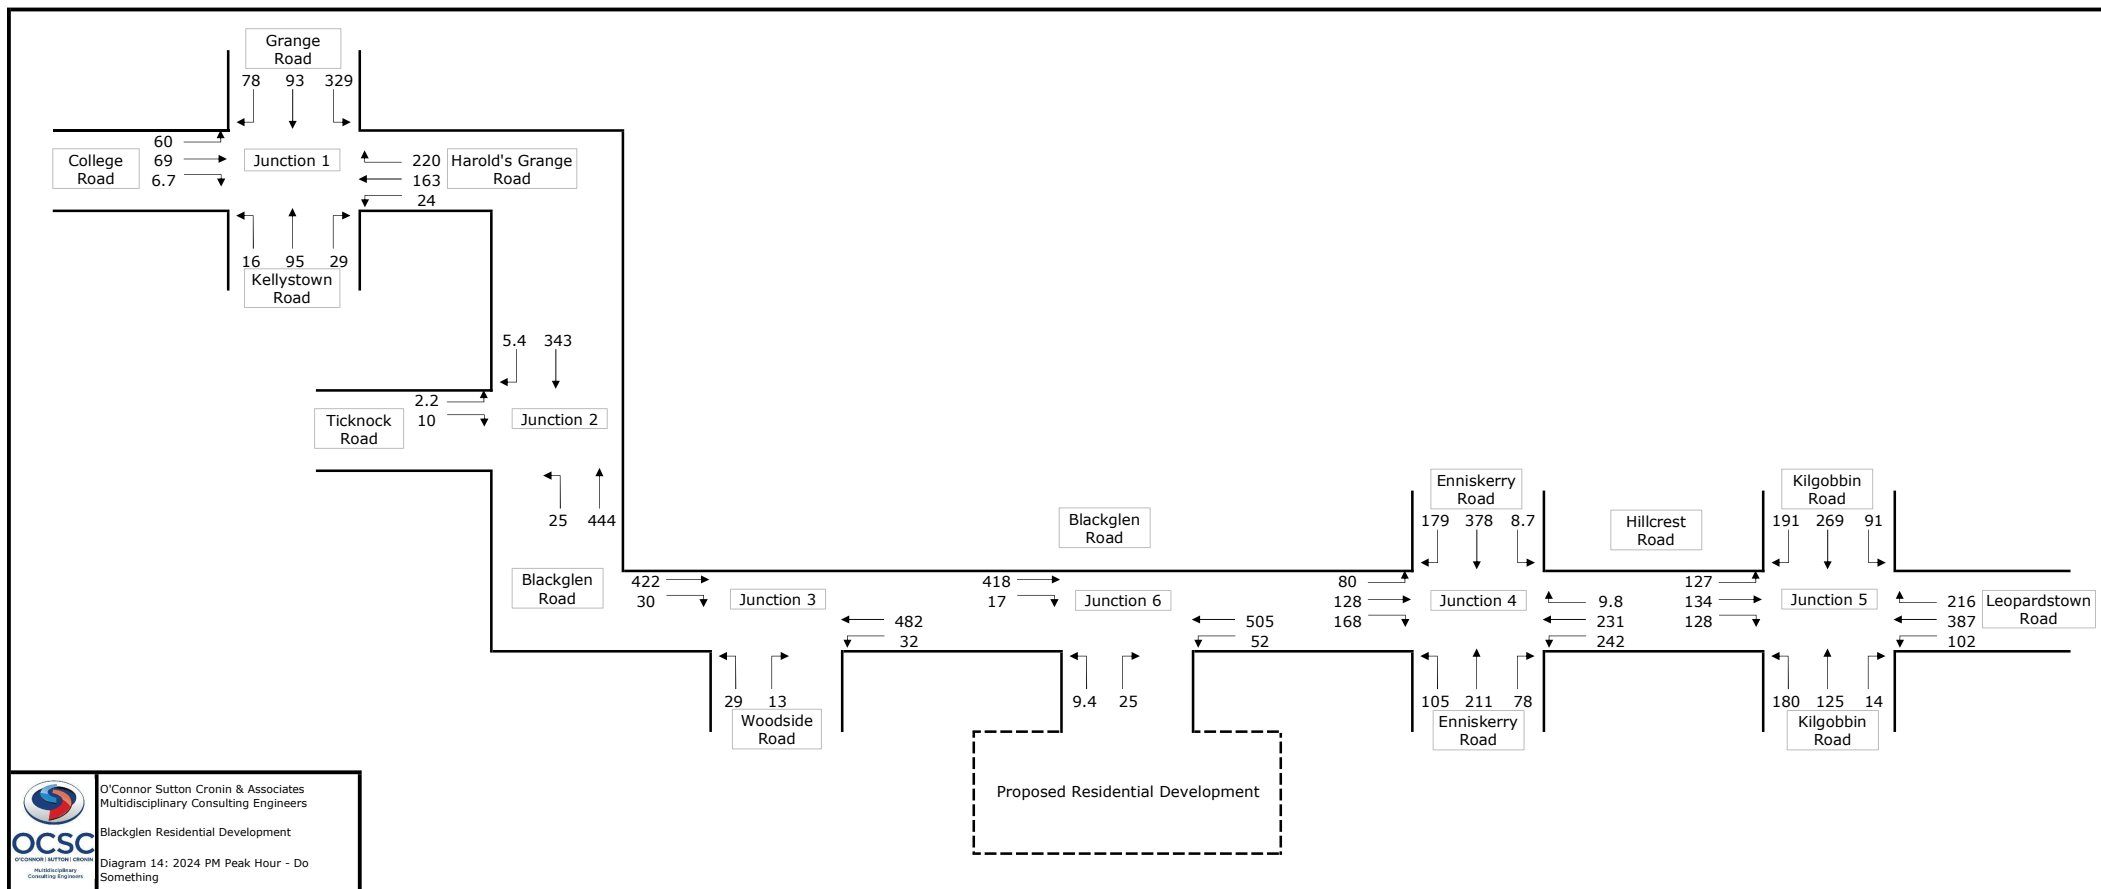 Grange
Road
78 93 329
60
69
6.7
College
Road
Junction 1
220
163
24
Harold's Grange
Road
16 95 29
Kellystown
Road
5.4 343
2.2
10
Ticknock
Road
Junction 2
25 444
Blackglen
Road
422
30
Junction 3
482
32
29 13
Woodside
Road
Blackglen
Road
418
17
Junction 6
505
52
9.4 25
Proposed Residential Development
Enniskerry
Road
179 378 8.7
80
128
168
Junction 4
9.8
231
242
105 211 78
Enniskerry
Road
Hillcrest
Road
Kilgobbin
Road
191 269 91
127
134
128
Junction 5
216
387
102
Leopardstown
Road
180 125 14
Kilgobbin
Road
OCSC
O'CONNOR | SUTTON | CRONIN
Multidisciplinary
Consulting Engineers
O'Connor Sutton Cronin & Associates
Multidisciplinary Consulting Engineers
Blackglen Residential Development
Diagram 14: 2024 PM Peak Hour - Do
Something